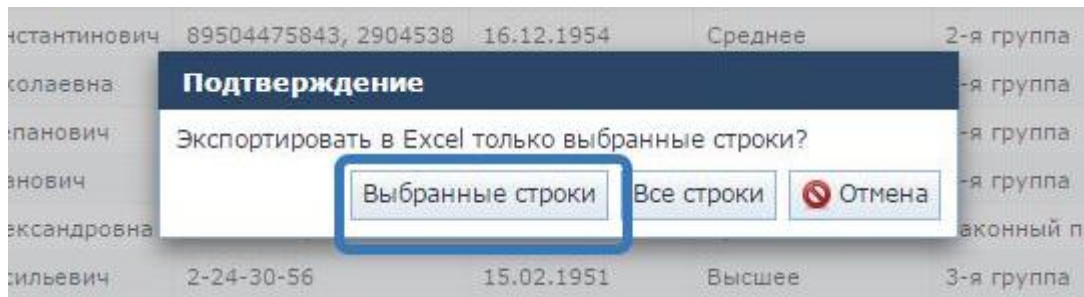 нстантинович 89504475843, 2904538 16.12.1954 Среднее 2-я группа
колаевна Подтверждение -я группа
епанович Экспортировать в Excel только выбранные строки? -я группа
анович Выбранные строки Все строки Отмена -я группа
ександровна аконный п
сильевич 2-24-30-56 15.02.1951 Высшее 3-я группа